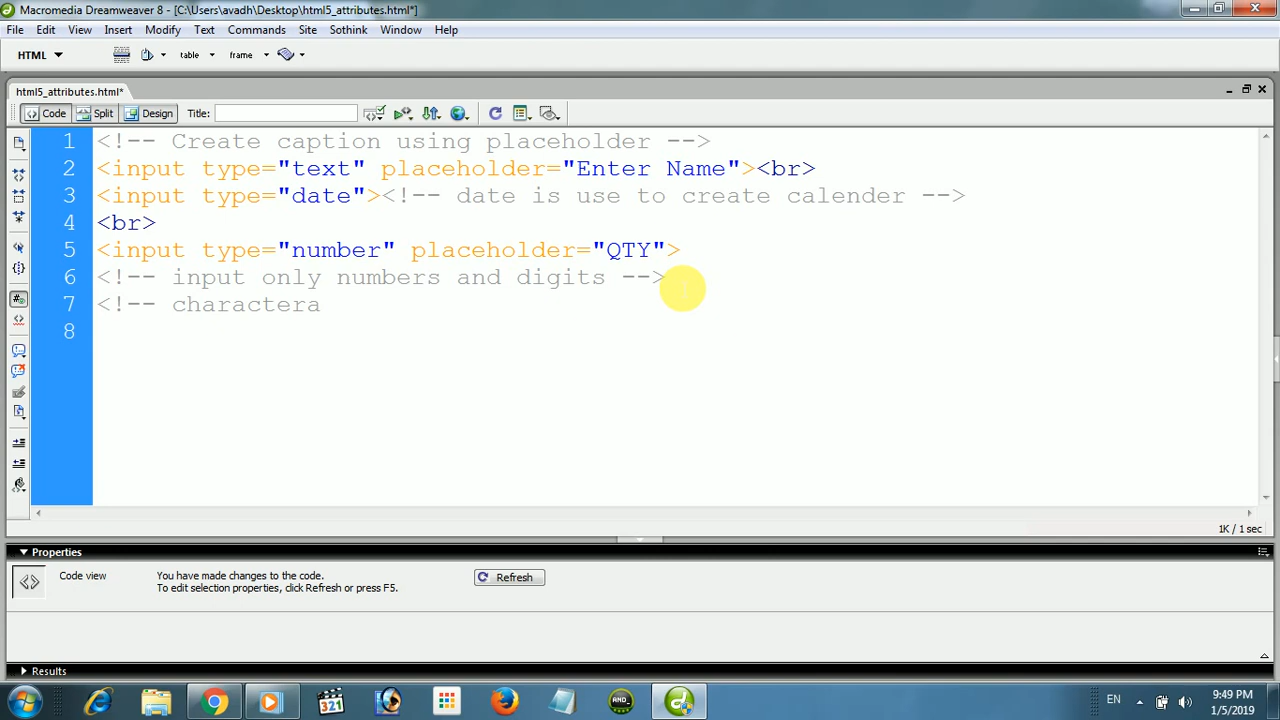 Macromedia Dreamweaver 8 - [C:\Users\avadh\Desktop\html5_attributes.html*]
File Edit View Insert Modify Text Commands Site Sothink Window Help
HTML table frame
html5_attributes.html*
Code Split Design Title:
1 <!-- Create caption using placeholder -->
2 <input type="text" placeholder="Enter Name"><br>
3 <input type="date"><!-- date is use to create calender -->
4 <br>
5 <input type="number" placeholder="QTY">
6 <!-- input only numbers and digits -->
7 <!-- charactera
8
1K / 1 sec
Properties
Code view You have made changes to the code. Refresh
To edit selection properties, click Refresh or press F5.
Results
321
AND_
EN
9:49 PM
1/5/2019